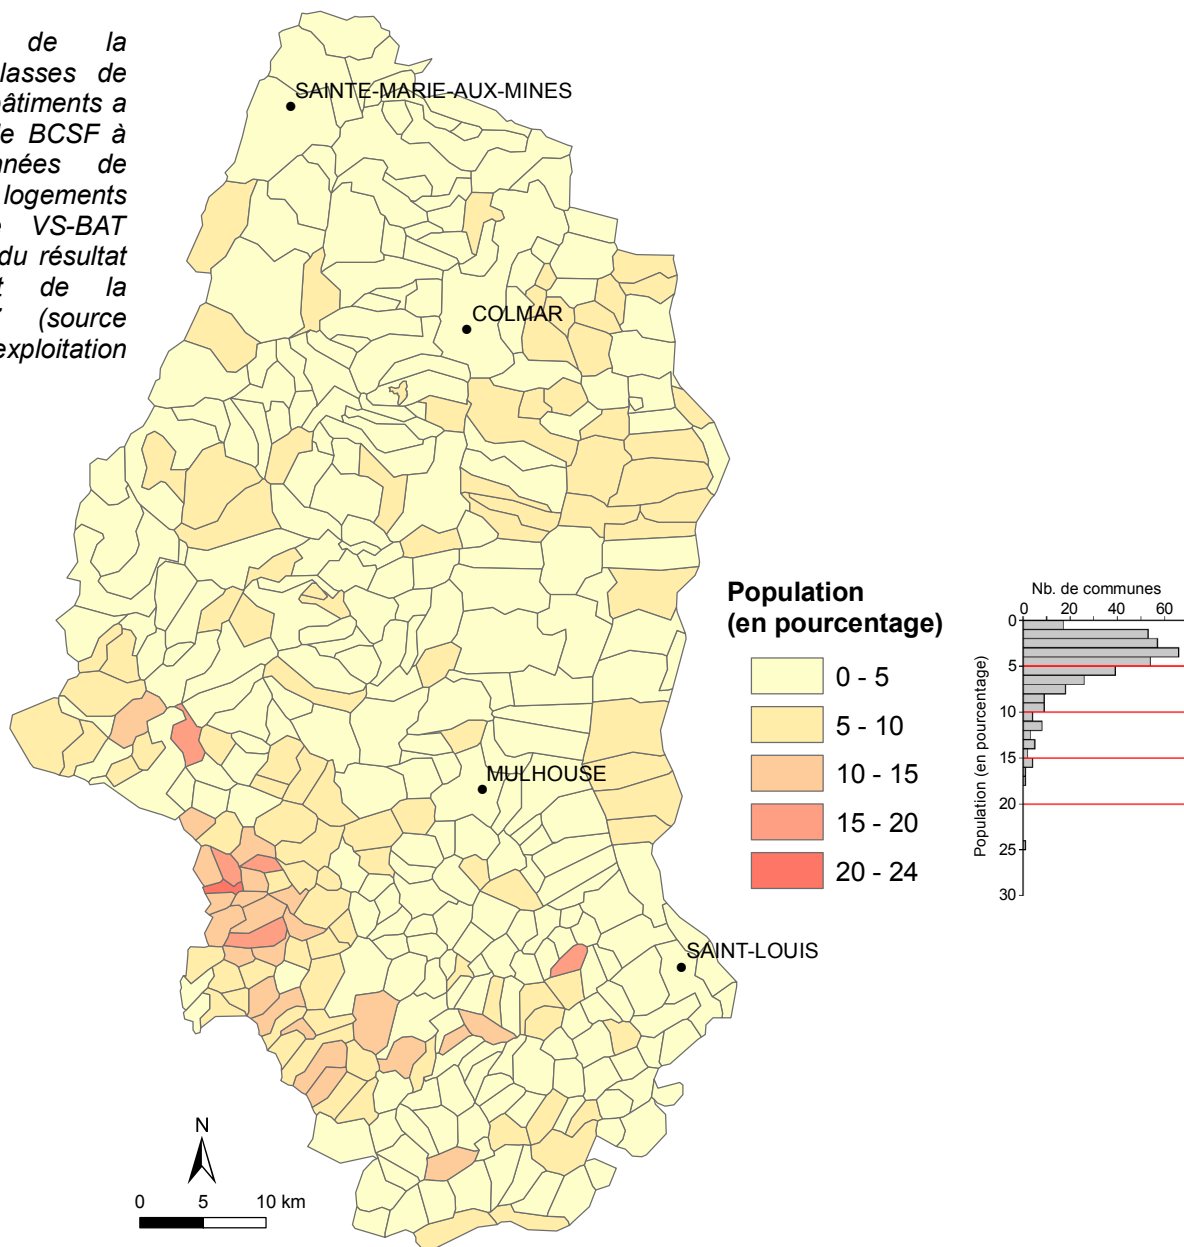 de la
lasses de
bâtiments a
e BCSF à
nnées de
logements
e VS-BAT
du résultat
t de la
(source
exploitation
SAINTE-MARIE-AUX-MINES
COLMAR
MULHOUSE
SAINT-LOUIS
Population
(en pourcentage)
0 - 5
5 - 10
10 - 15
15 - 20
20 - 24
Nb. de communes
0 20 40 60
Population (en pourcentage)
0
5
10
15
20
25
30
N
0 5 10 km